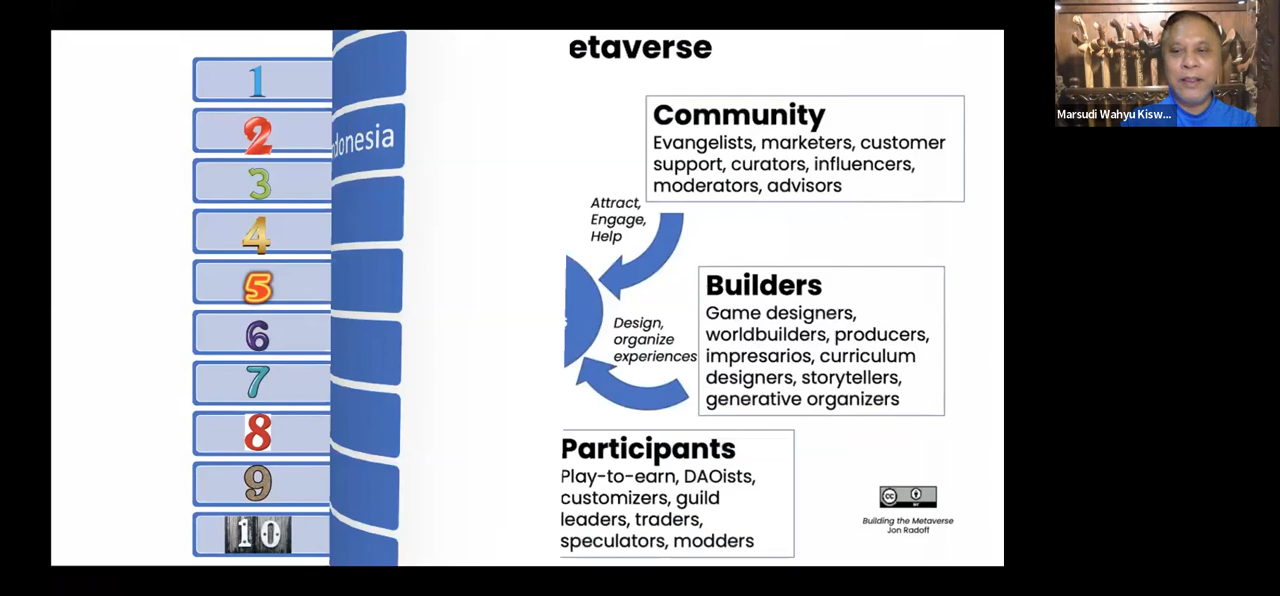 1
2
3
4
5
6
7
8
9
10
donesia
etaverse
Community
Evangelists, marketers, customer
support, curators, influencers,
moderators, advisors
Attract,
Engage,
Help
Builders
Game designers,
worldbuilders, producers,
impresarios, curriculum
designers, storytellers,
generative organizers
Design,
organize
experiences
Participants
Play-to-earn, DAOists,
customizers, guild
leaders, traders,
speculators, modders
CC
BY
Building the Metaverse
Jon Radoff
Marsudi Wahyu Kisw...